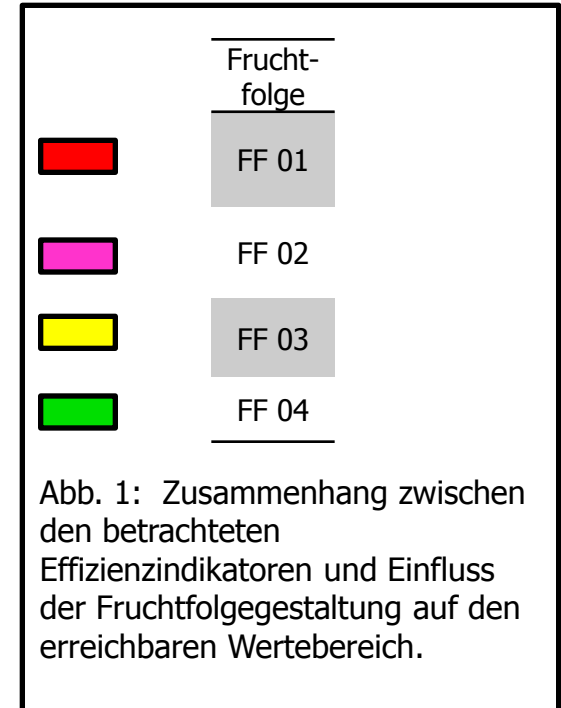 Frucht-
folge
FF 01
FF 02
FF 03
FF 04
Abb. 1: Zusammenhang zwischen
den betrachteten
Effizienzindikatoren und Einfluss
der Fruchtfolgegestaltung auf den
erreichbaren Wertebereich.